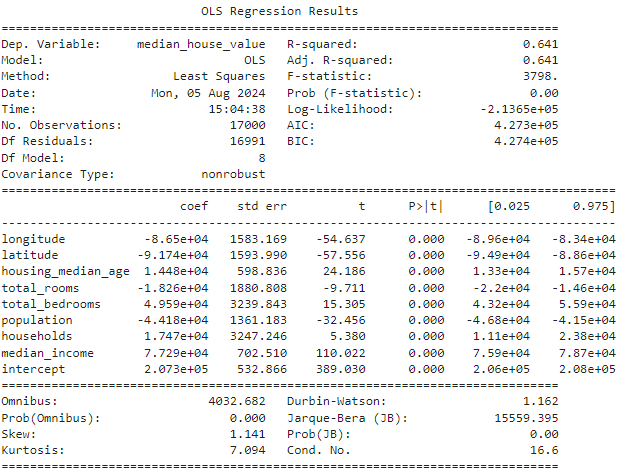 OLS Regression Results
==============================================================================
Dep. Variable: median_house_value R-squared: 0.641
Model: OLS Adj. R-squared: 0.641
Method: Least Squares F-statistic: 3798.
Date: Mon, 05 Aug 2024 Prob (F-statistic): 0.00
Time: 15:04:38 Log-Likelihood: -2.1365e+05
No. Observations: 17000 AIC: 4.273e+05
Df Residuals: 16991 BIC: 4.274e+05
Df Model: 8
Covariance Type: nonrobust
======================================================================================
coef std err t P>|t| [0.025 0.975]
--------------------------------------------------------------------------------------
longitude -8.65e+04 1583.169 -54.637 0.000 -8.96e+04 -8.34e+04
latitude -9.174e+04 1593.990 -57.556 0.000 -9.49e+04 -8.86e+04
housing_median_age 1.448e+04 598.836 24.186 0.000 1.33e+04 1.57e+04
total_rooms -1.826e+04 1880.808 -9.711 0.000 -2.2e+04 -1.46e+04
total_bedrooms 4.959e+04 3239.843 15.305 0.000 4.32e+04 5.59e+04
population -4.418e+04 1361.183 -32.456 0.000 -4.68e+04 -4.15e+04
households 1.747e+04 3247.246 5.380 0.000 1.11e+04 2.38e+04
median_income 7.729e+04 702.510 110.022 0.000 7.59e+04 7.87e+04
intercept 2.073e+05 532.866 389.030 0.000 2.06e+05 2.08e+05
==============================================================================
Omnibus: 4032.682 Durbin-Watson: 1.162
Prob(Omnibus): 0.000 Jarque-Bera (JB): 15559.395
Skew: 1.141 Prob(JB): 0.00
Kurtosis: 7.094 Cond. No. 16.6
==============================================================================